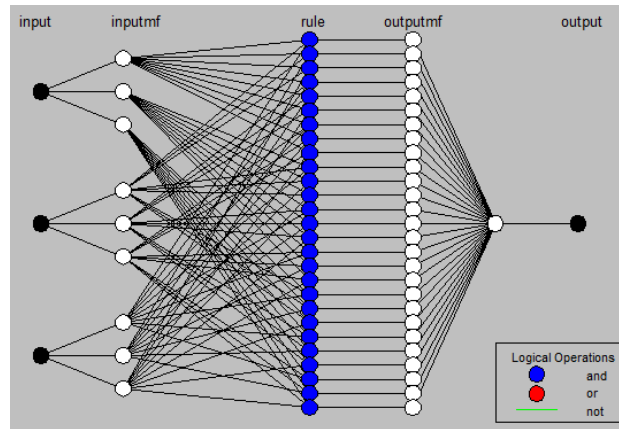 input inputmf rule outputmf output
Logical Operations
and
or
not